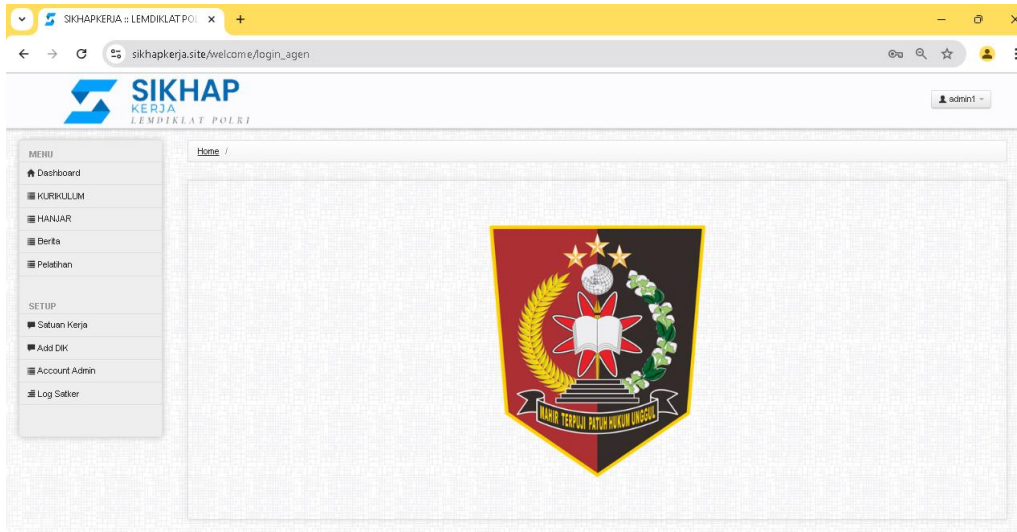 SIKHAPKERJA :: LEMDIKLAT POL
sikhapkerja.site/welcome/login_agen
SIKHAP
KERJA
LEMDIKLAT POLRI
admin1
MENU
Home /
Dashboard
KURIKULUM
HANJAR
Berita
Pelatihan
SETUP
Satuan Kerja
Add DIK
Account Admin
Log Satker
MAHIR TERPUJI PATUH HUKUM UNGGUL